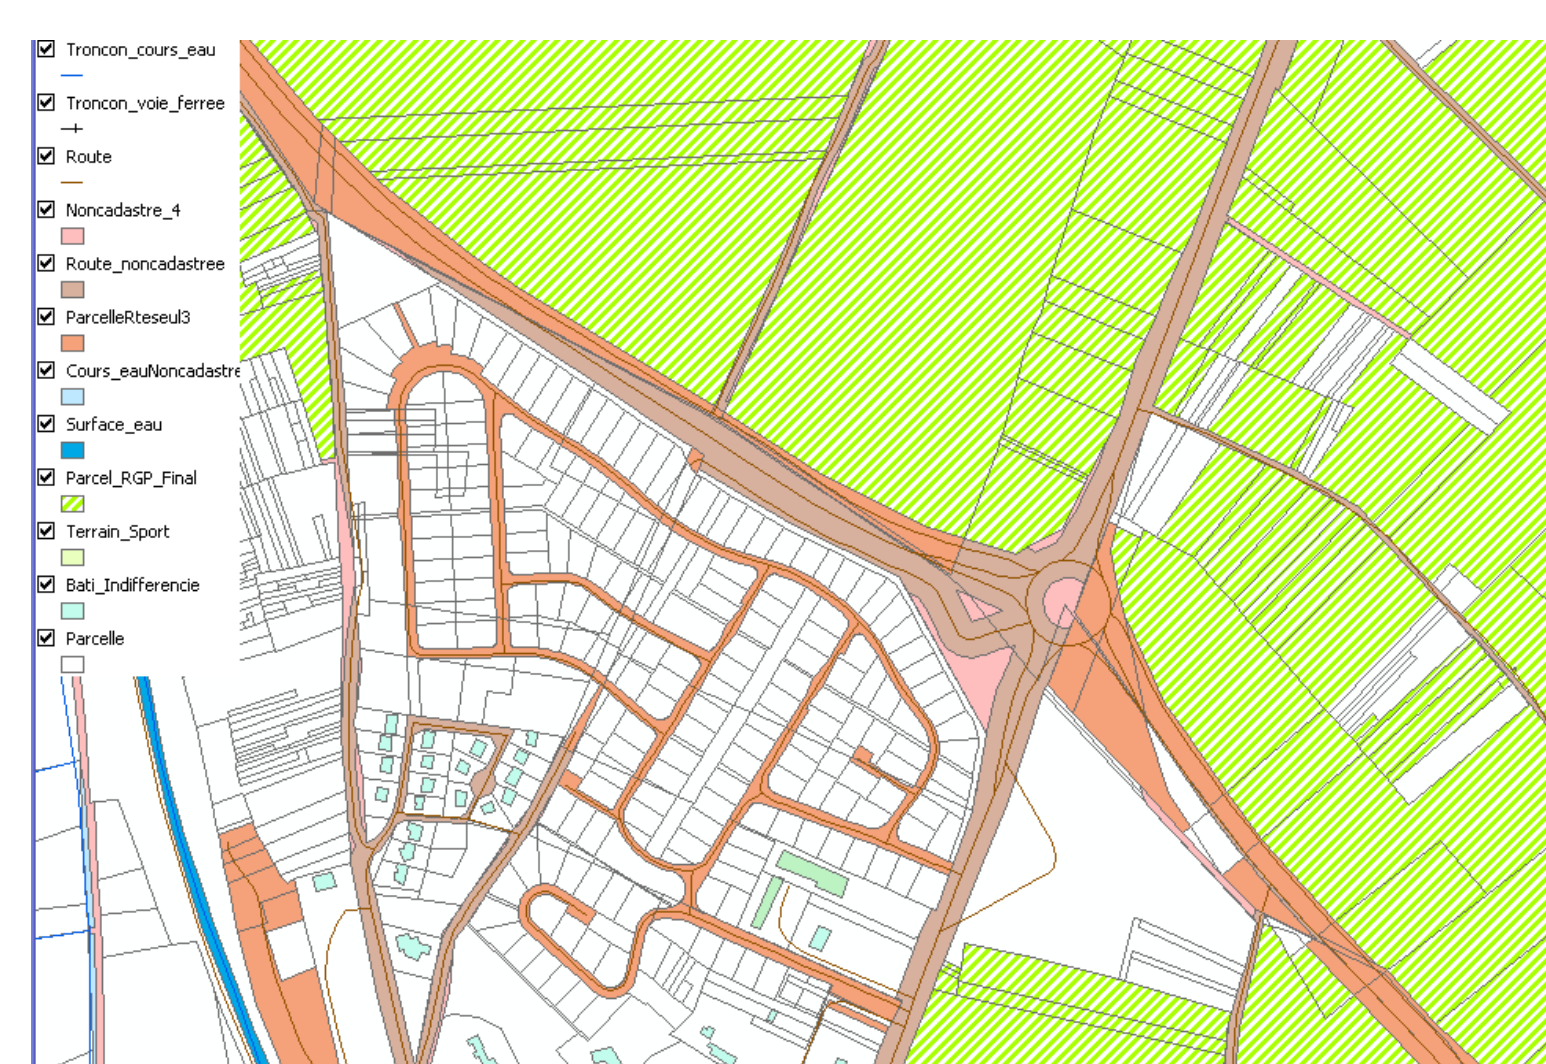 Troncon_cours_eau
Troncon_voie_ferree
Route
Noncadastre_4
Route_noncadastree
ParcelleRteseul3
Cours_eauNoncadastre
Surface_eau
Parcel_RGP_Final
Terrain_Sport
Bati_Indifferencie
Parcelle